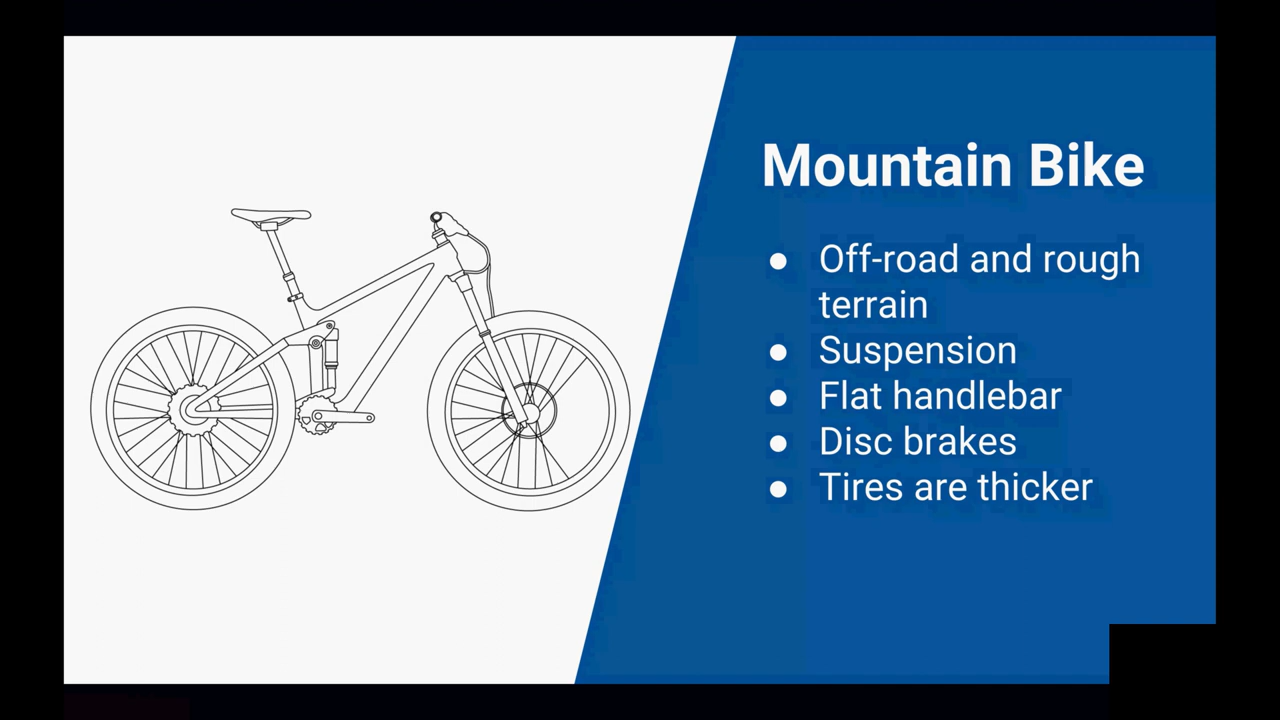 Mountain Bike
● Off-road and rough
terrain
● Suspension
● Flat handlebar
● Disc brakes
● Tires are thicker